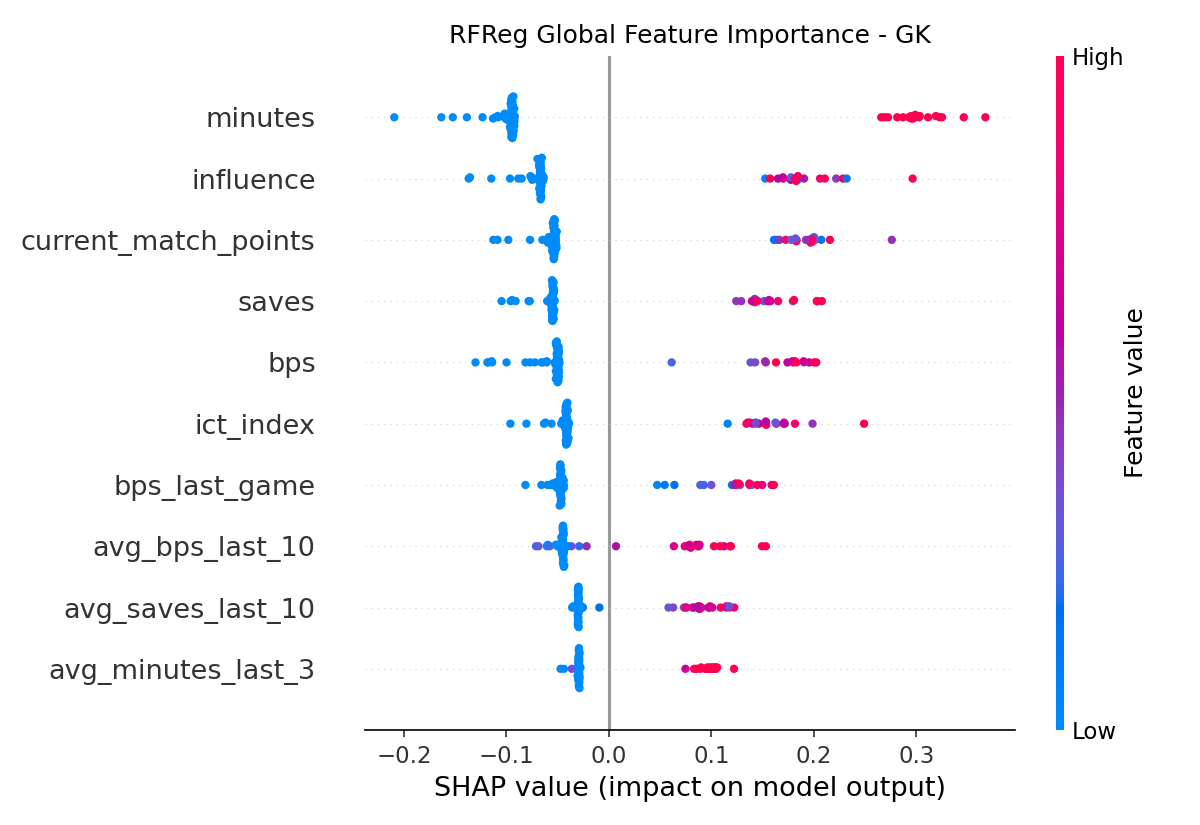 RFReg Global Feature Importance - GK
High
minutes
influence
current_match_points
saves
bps
ict_index
bps_last_game
avg_bps_last_10
avg_saves_last_10
avg_minutes_last_3
Feature value
Low
−0.2 −0.1 0.0 0.1 0.2 0.3
SHAP value (impact on model output)